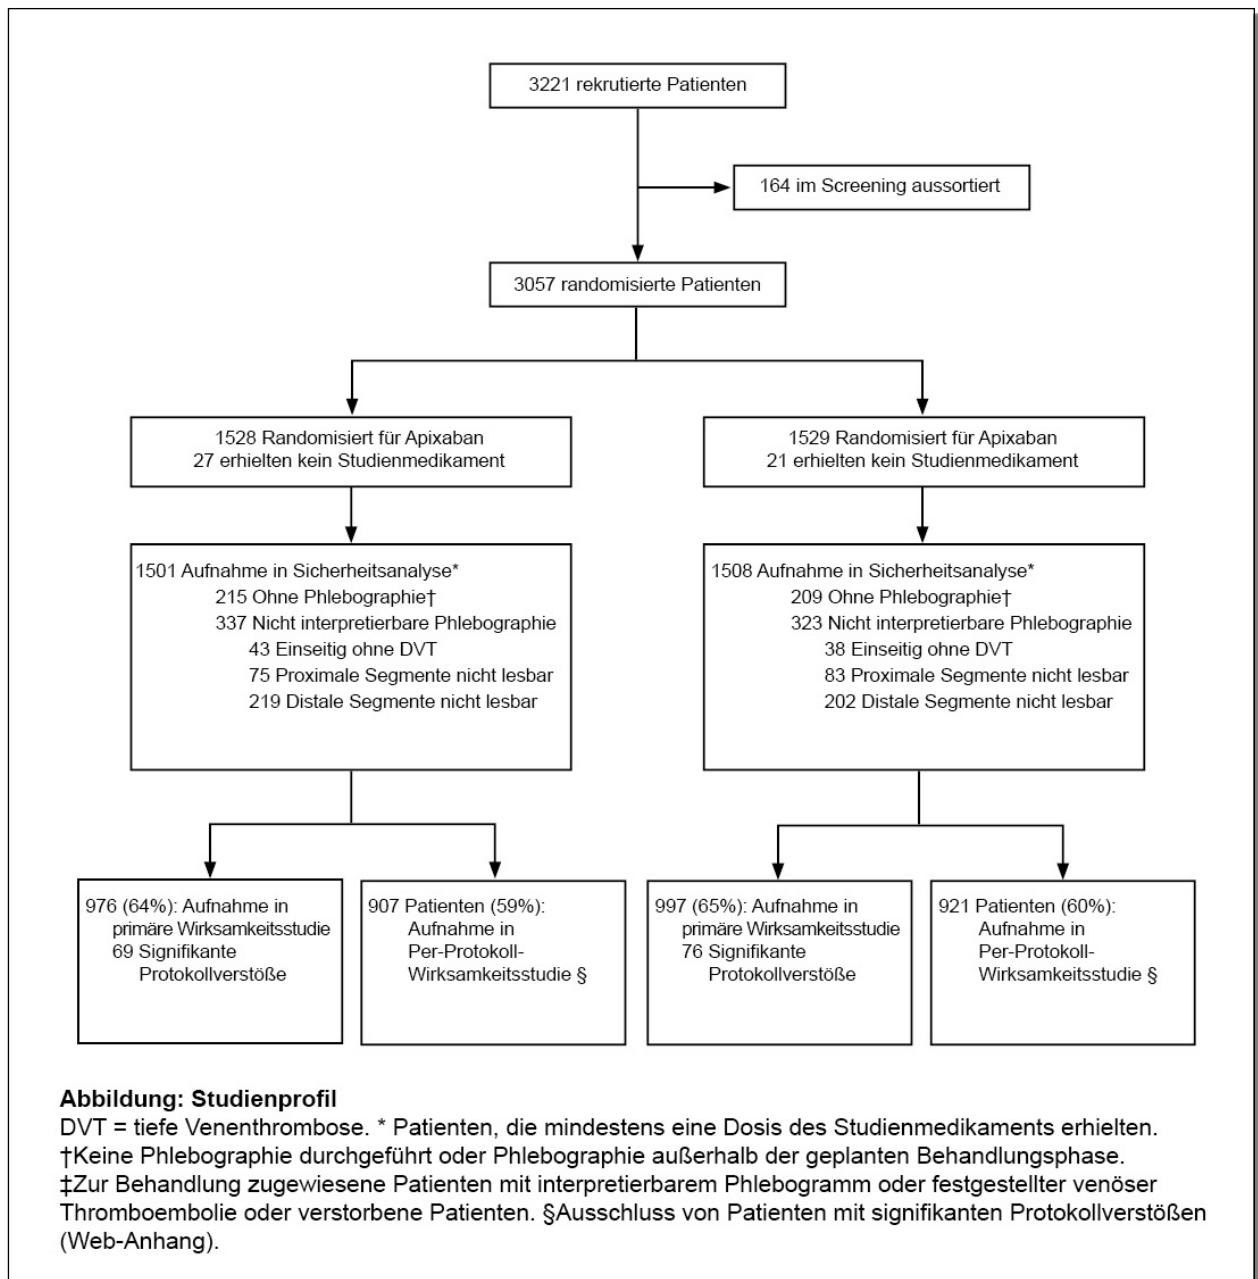 3221 rekrutierte Patienten
164 im Screening aussortiert
3057 randomisierte Patienten
1528 Randomisiert für Apixaban
27 erhielten kein Studienmedikament
1529 Randomisiert für Apixaban
21 erhielten kein Studienmedikament
1501 Aufnahme in Sicherheitsanalyse*
215 Ohne Phlebographie†
337 Nicht interpretierbare Phlebographie
43 Einseitig ohne DVT
75 Proximale Segmente nicht lesbar
219 Distale Segmente nicht lesbar
1508 Aufnahme in Sicherheitsanalyse*
209 Ohne Phlebographie†
323 Nicht interpretierbare Phlebographie
38 Einseitig ohne DVT
83 Proximale Segmente nicht lesbar
202 Distale Segmente nicht lesbar
976 (64%): Aufnahme in
primäre Wirksamkeitsstudie
69 Signifikante
Protokollverstöße
907 Patienten (59%):
Aufnahme in
Per-Protokoll-
Wirksamkeitsstudie §
997 (65%): Aufnahme in
primäre Wirksamkeitsstudie
76 Signifikante
Protokollverstöße
921 Patienten (60%):
Aufnahme in
Per-Protokoll-
Wirksamkeitsstudie §
Abbildung: Studienprofil
DVT = tiefe Venenthrombose. * Patienten, die mindestens eine Dosis des Studienmedikaments erhielten.
†Keine Phlebographie durchgeführt oder Phlebographie außerhalb der geplanten Behandlungsphase.
‡Zur Behandlung zugewiesene Patienten mit interpretierbarem Phlebogramm oder festgestellter venöser
Thromboembolie oder verstorbene Patienten. §Ausschluss von Patienten mit signifikanten Protokollverstößen
(Web-Anhang).